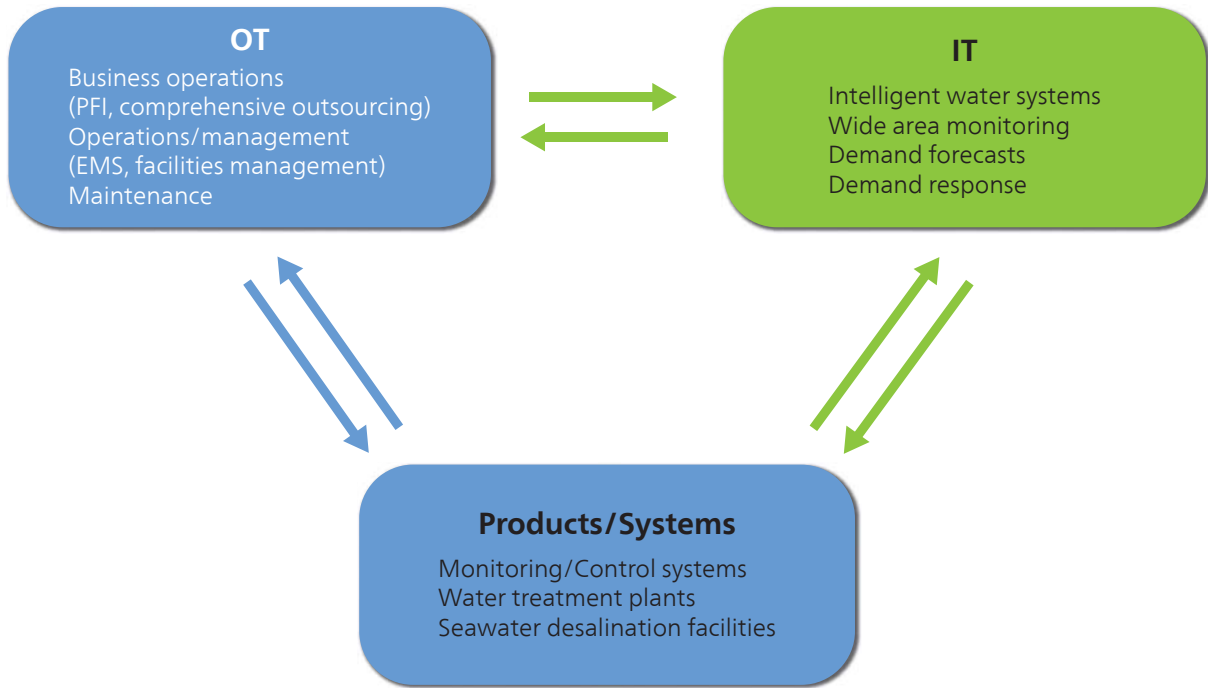 OT
Business operations
(PFI, comprehensive outsourcing)
Operations/management
(EMS, facilities management)
Maintenance
IT
Intelligent water systems
Wide area monitoring
Demand forecasts
Demand response
Products/Systems
Monitoring/Control systems
Water treatment plants
Seawater desalination facilities